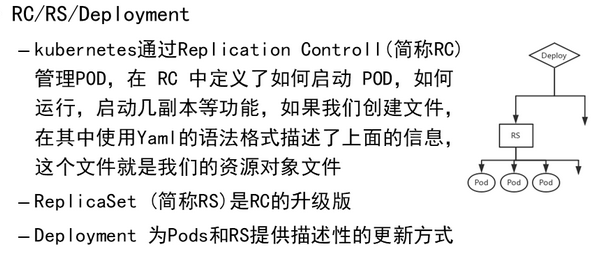 RC/RS/Deployment
–kubernetes通过Replication Controll(简称RC)
管理POD，在 RC 中定义了如何启动 POD，如何
运行，启动几副本等功能，如果我们创建文件，
在其中使用Yaml的语法格式描述了上面的信息，
这个文件就是我们的资源对象文件
–ReplicaSet (简称RS)是RC的升级版
–Deployment 为Pods和RS提供描述性的更新方式
Deploy
RS
Pod
Pod
Pod